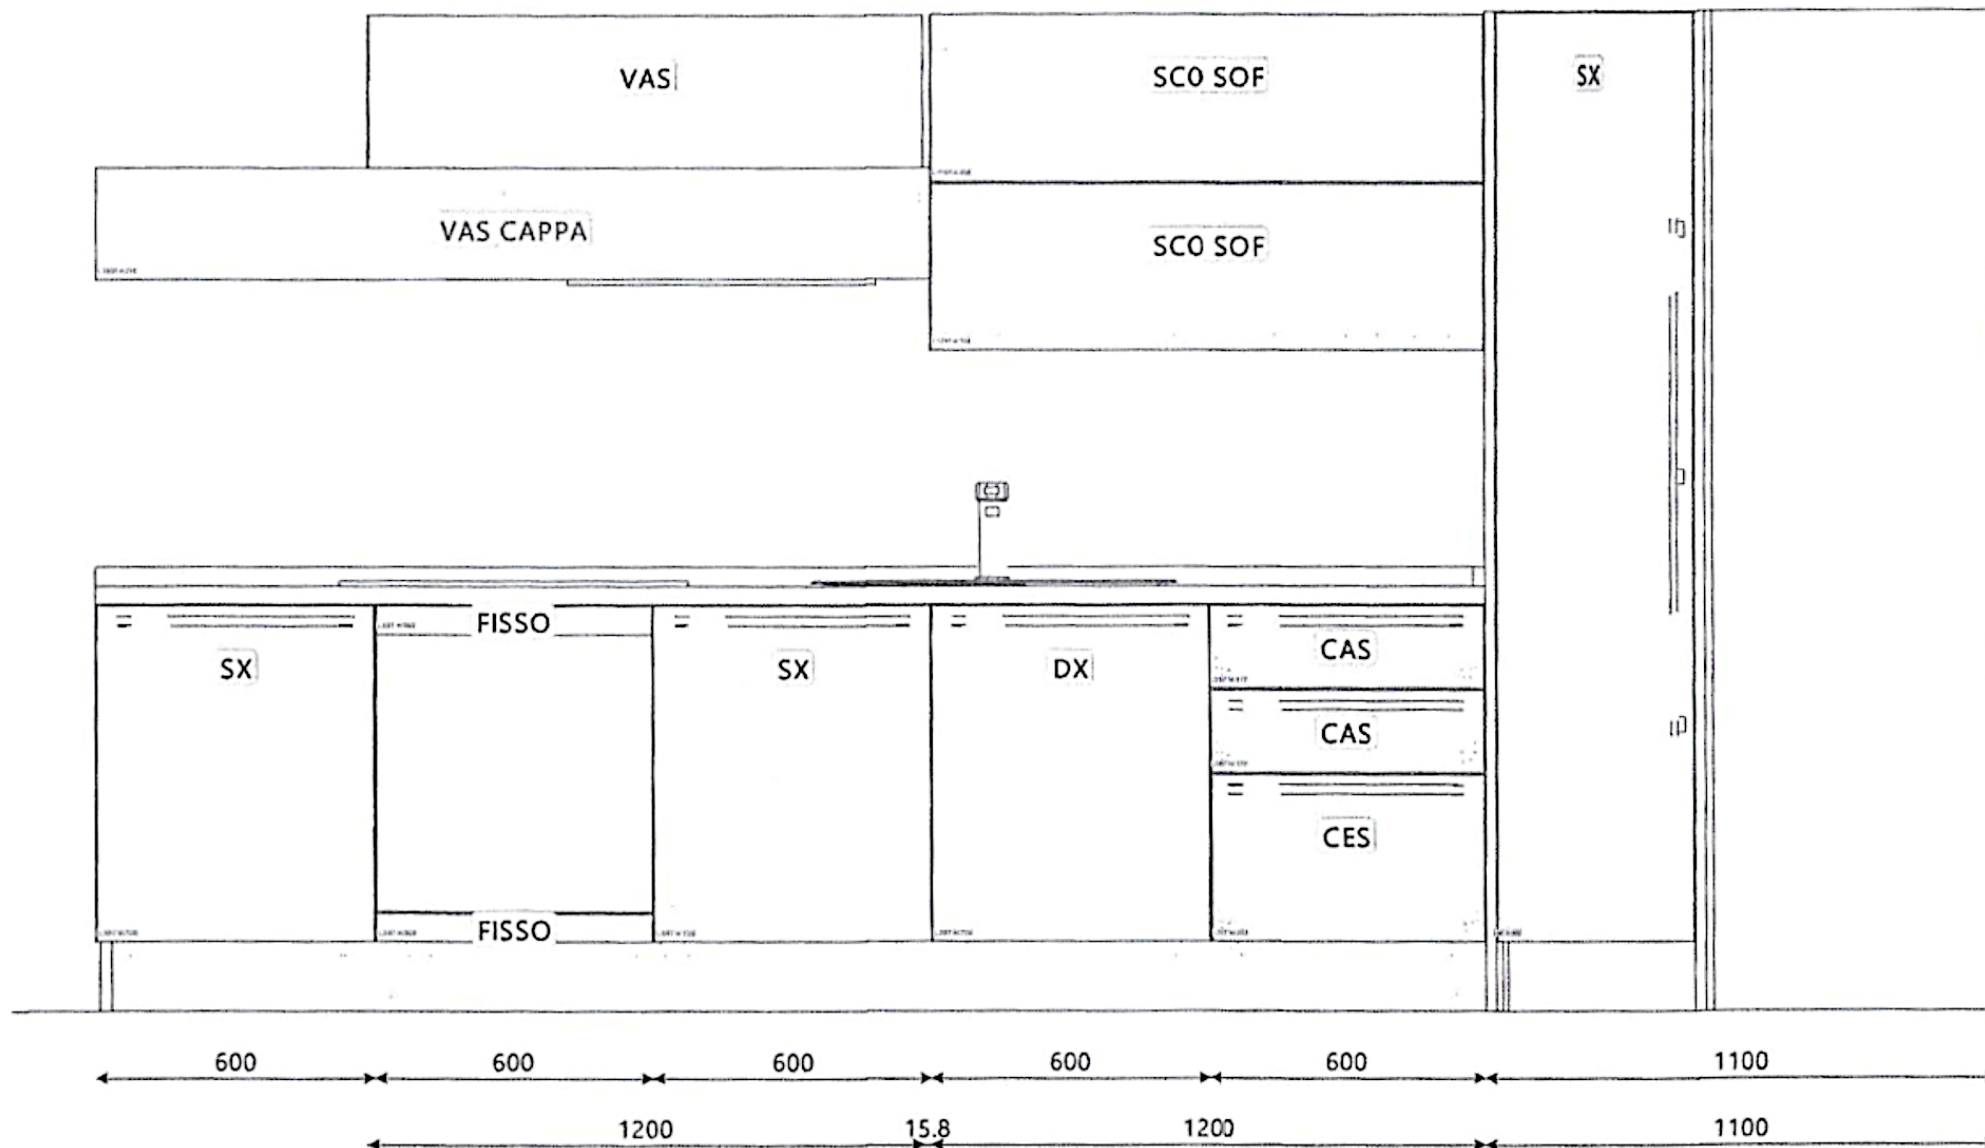 VAS
SCO SOF
SX
VAS CAPPA
SCO SOF
FISSO
SX
SX
DX
CAS
CAS
CES
FISSO
600 600 600 600 600 1100
1200 15.8 1200 1100